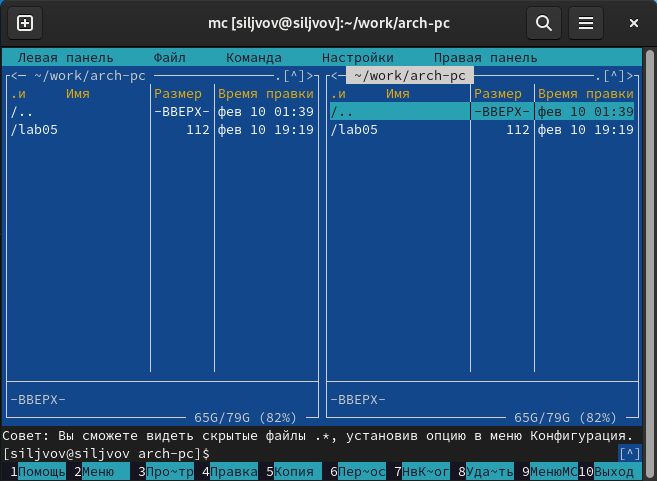 mc [siljvov@siljvov]:~/work/arch-pc
Левая панель Файл Команда Настройки Правая панель
<— ~/work/arch-pc .[^]> <— ~/work/arch-pc .[^]>
.и Имя Размер Время правки .и Имя Размер Время правки
/.. -ВВЕРХ- фев 10 01:39 /.. -ВВЕРХ- фев 10 01:39
/lab05 112 фев 10 19:19 /lab05 112 фев 10 19:19
-ВВЕРХ- -ВВЕРХ-
65G/79G (82%) 65G/79G (82%)
Совет: Вы сможете видеть скрытые файлы .*, установив опцию в меню Конфигурация.
[siljvov@siljvov arch-pc]$ [^]
1Помощь 2Меню 3Про~тр 4Правка 5Копия 6Пер~ос 7НвК~ог 8Уда~ть 9МенюMC 10Выход